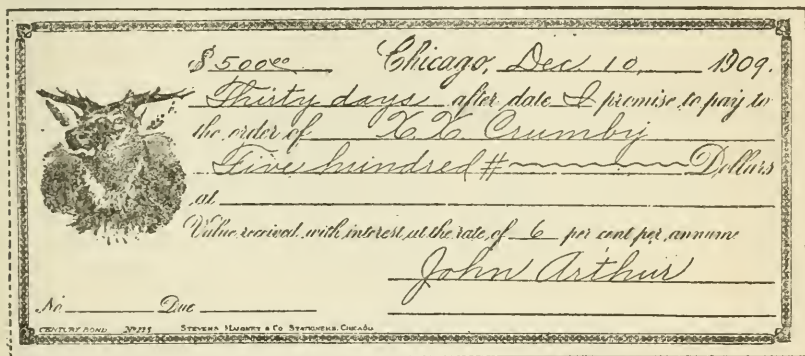 $500 00 Chicago, Dec 10, 1909.
Thirty days after date I promise to pay to
the order of X. X. Crumby
Five hundred # Dollars
at
Value received with interest at the rate of 6 per cent per annum
John Arthur
No. Due
CENTURY BOND No 225 STEVENS MALONEY & CO STATIONERS, CHICAGO